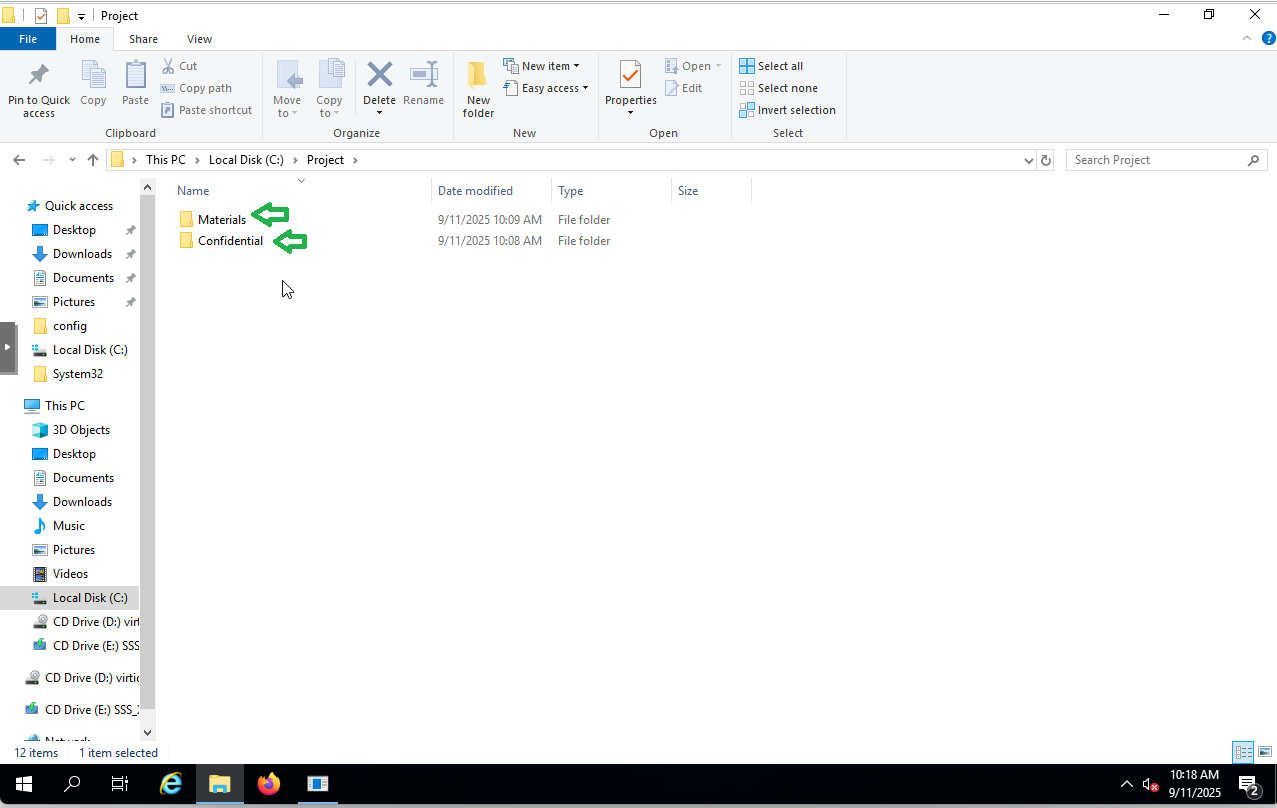 Project
File Home Share View
Pin to Quick access
Copy
Paste
Cut
Copy path
Paste shortcut
Clipboard
Move to
Copy to
Delete
Rename
Organize
New folder
New item
Easy access
New
Properties
Open
Edit
Open
Select all
Select none
Invert selection
Select
This PC > Local Disk (C:) > Project >
Search Project
Name Date modified Type Size
Materials 9/11/2025 10:09 AM File folder
Confidential 9/11/2025 10:08 AM File folder
Quick access
Desktop
Downloads
Documents
Pictures
config
Local Disk (C:)
System32
This PC
3D Objects
Desktop
Documents
Downloads
Music
Pictures
Videos
Local Disk (C:)
CD Drive (D:) virt
CD Drive (E:) SSS
CD Drive (D:) virtio
CD Drive (E:) SSS_X
Network
12 items 1 item selected
10:18 AM
9/11/2025
2